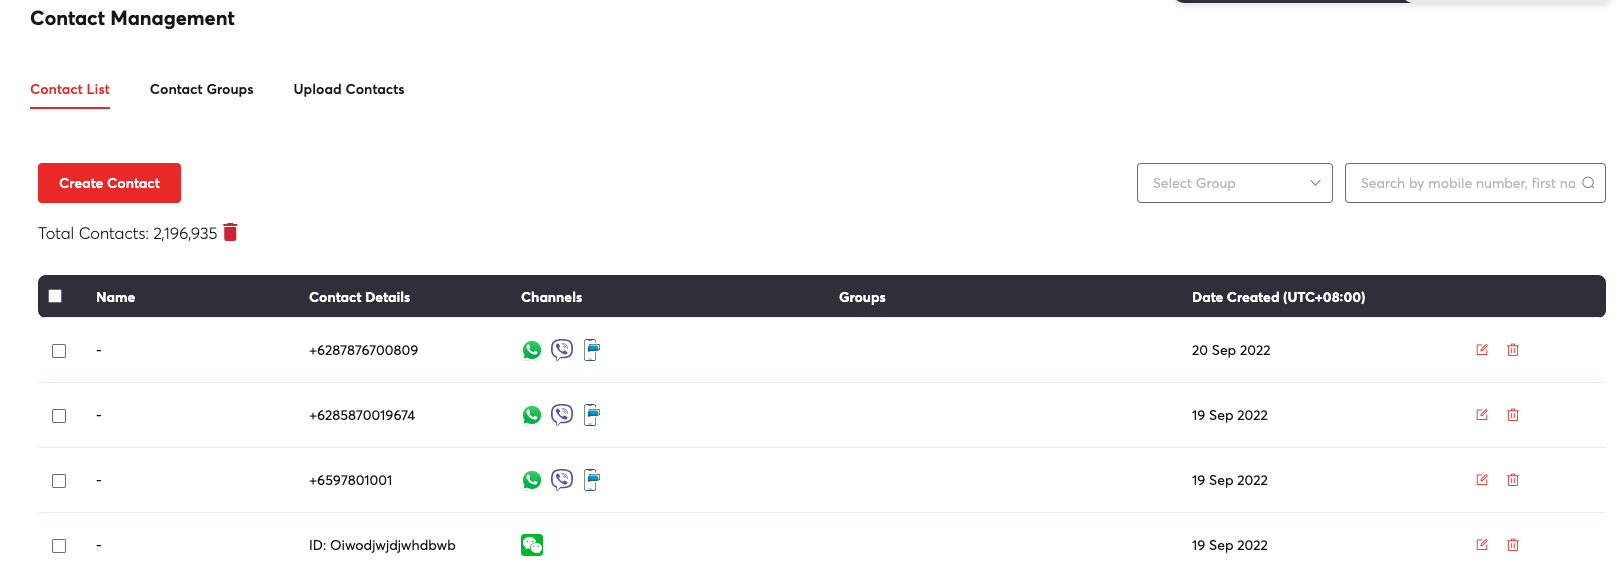 Contact Management
Contact List Contact Groups Upload Contacts
Create Contact Select Group Search by mobile number, first na
Total Contacts: 2,196,935
Name Contact Details Channels Groups Date Created (UTC+08:00)
- +6287876700809 20 Sep 2022
- +6285870019674 19 Sep 2022
- +6597801001 19 Sep 2022
- ID: Oiwodjwjdjwhdbwb 19 Sep 2022